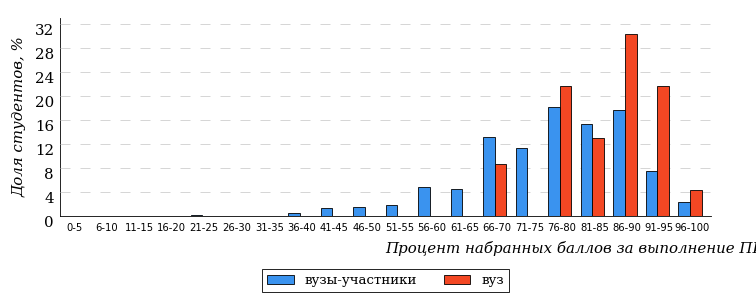 Доля студентов, %
32
28
24
20
16
12
8
4
0
0-5 6-10 11-15 16-20 21-25 26-30 31-35 36-40 41-45 46-50 51-55 56-60 61-65 66-70 71-75 76-80 81-85 86-90 91-95 96-100
Процент набранных баллов за выполнение
вузы-участники вуз